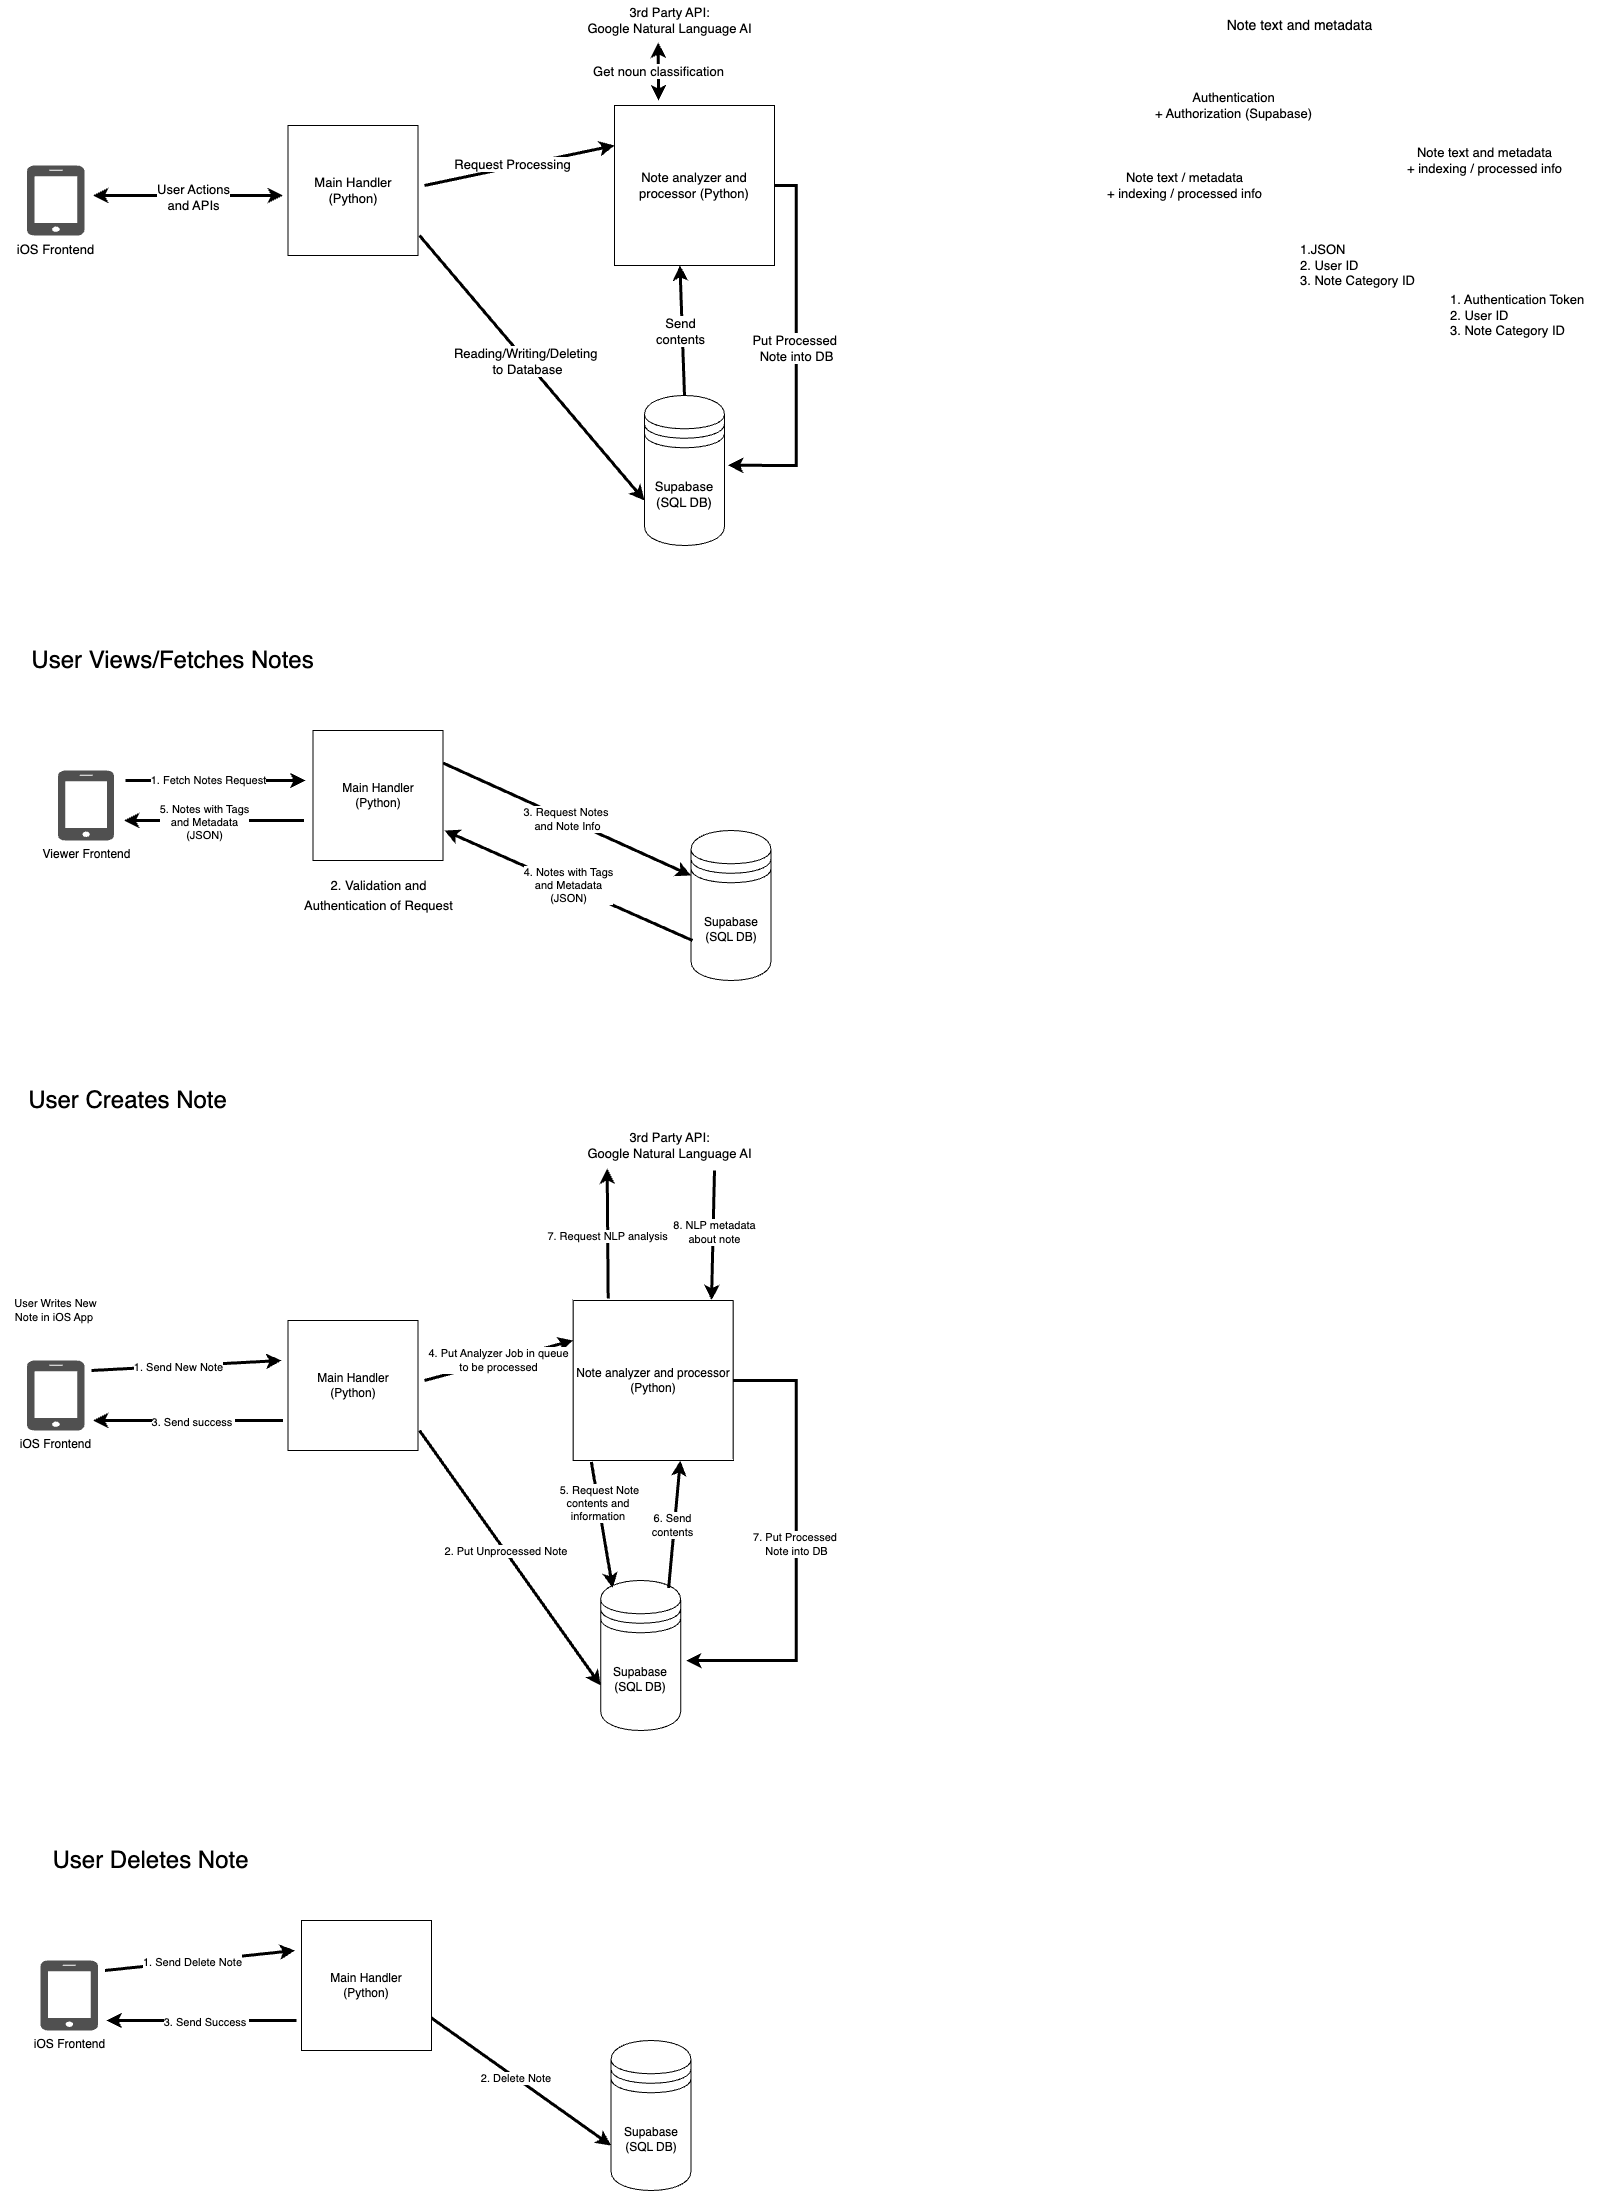 3rd Party API:
Google Natural Language AI
Get noun classification
Request Processing
Main Handler
(Python)
Note analyzer and
processor (Python)
User Actions
and APIs
iOS Frontend
Send
contents
Put Processed
Note into DB
Reading/Writing/Deleting
to Database
Supabase
(SQL DB)
Note text and metadata
Authentication
+ Authorization (Supabase)
Note text and metadata
+ indexing / processed info
Note text / metadata
+ indexing / processed info
1.JSON
2. User ID
3. Note Category ID
1. Authentication Token
2. User ID
3. Note Category ID
User Views/Fetches Notes
1. Fetch Notes Request
5. Notes with Tags
and Metadata
(JSON)
Viewer Frontend
Main Handler
(Python)
2. Validation and
Authentication of Request
3. Request Notes
and Note Info
4. Notes with Tags
and Metadata
(JSON)
Supabase
(SQL DB)
User Creates Note
3rd Party API:
Google Natural Language AI
7. Request NLP analysis
8. NLP metadata
about note
User Writes New
Note in iOS App
1. Send New Note
3. Send success
iOS Frontend
Main Handler
(Python)
4. Put Analyzer Job in queue
to be processed
Note analyzer and processor
(Python)
5. Request Note
contents and
information
6. Send
contents
7. Put Processed
Note into DB
2. Put Unprocessed Note
Supabase
(SQL DB)
User Deletes Note
1. Send Delete Note
3. Send Success
iOS Frontend
Main Handler
(Python)
2. Delete Note
Supabase
(SQL DB)